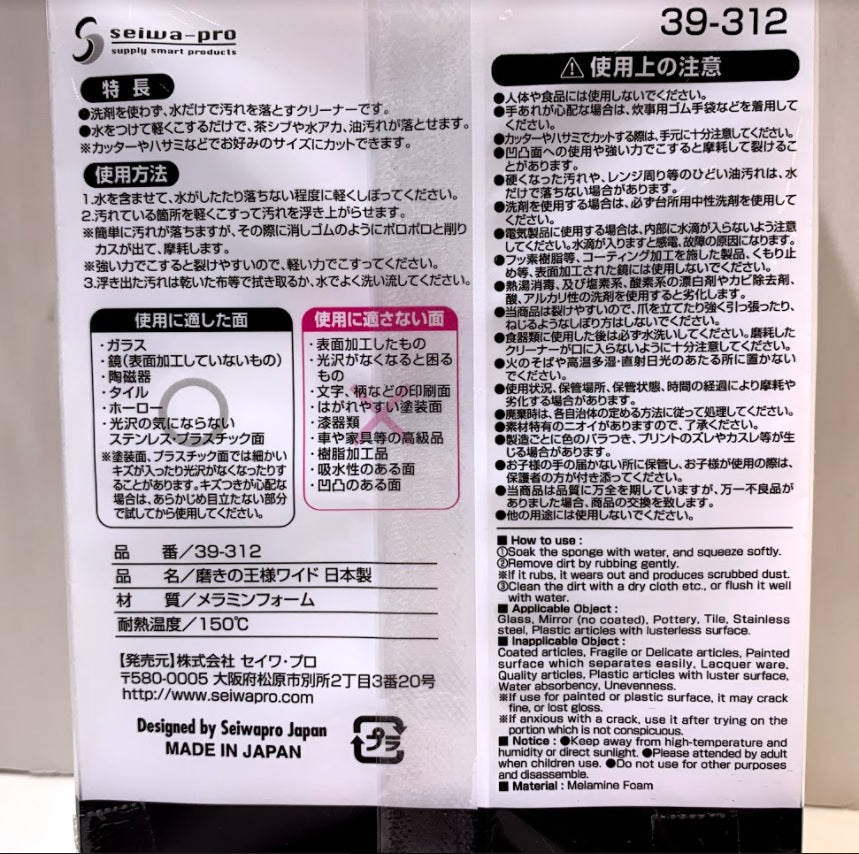 seiwa-pro
supply smart products
特 長
●洗剤を使わず、水だけで汚れを落とすクリーナーです。
●水をつけて軽くこするだけで、茶シブや水アカ、油汚れが落とせます。
※カッターやハサミなどでお好みのサイズにカットできます。
使用方法
1.水を含ませて、水がしたたり落ちない程度に軽くしぼってください。
2.汚れている箇所を軽くこすって汚れを浮き上がらせます。
※簡単に汚れが落ちますが、その際に消しゴムのようにボロボロと削り
カスが出て、摩耗します。
※強い力でこすると裂けやすいので、軽い力でこすってください。
3.浮き出た汚れは乾いた布等で拭き取るか、水でよく洗い流してください。
使用に適した面
・ガラス
・鏡(表面加工していないもの)
・陶磁器
・タイル
・ホーロー
・光沢の気にならない
ステンレス・プラスチック面
※塗装面、プラスチック面では細かい
キズが入ったり光沢がなくなったりす
ることがあります。キズつきが心配な
場合は、あらかじめ目立たない部分
で試してから使用してください。
使用に適さない面
・表面加工したもの
・光沢がなくなると困る
もの
・文字、柄などの印刷面
・はがれやすい塗装面
・漆器類
・車や家具等の高級品
・樹脂加工品
・吸水性のある面
・凹凸のある面
品 番/39-312
品 名/磨きの王様ワイド 日本製
材 質/メラミンフォーム
耐熱温度/150℃
【発売元】株式会社 セイワ・プロ
〒580-0005 大阪府松原市別所2丁目3番20号
http://www.seiwapro.com
Designed by Seiwapro Japan
MADE IN JAPAN
プラ
39-312
⚠使用上の注意
●人体や食品には使用しないでください。
●手あれが心配な場合は、炊事用ゴム手袋などを着用して
ください。
●カッターやハサミでカットする際は、手元に十分注意してください。
●凹凸面への使用や強い力でこすると摩耗して裂けるこ
とがあります。
●硬くなった汚れや、レンジ周り等のひどい油汚れは、水
だけで落ちない場合があります。
●洗剤を使用する場合は、必ず台所用中性洗剤を使用して
ください。
●電気製品に使用する場合は、内部に水滴が入らないよう注意
してください。水滴が入りますと感電、故障の原因になります。
●フッ素樹脂等、コーティング加工を施した製品、くもり止
め等、表面加工された鏡には使用しないでください。
●熱湯消毒、及び塩素系、酸素系の漂白剤やカビ除去剤、
酸、アルカリ性の洗剤を使用すると劣化します。
●当商品は裂けやすいので、爪を立てたり強く引っ張ったり、
ねじるようなしぼり方はしないでください。
●食器類に使用した後は必ず水洗いしてください。磨耗した
クリーナーが口に入らないように十分注意してください。
●火のそばや高温多湿・直射日光のあたる所に置かない
でください。
●使用状況、保管場所、保管状態、時間の経過により摩耗や
劣化する場合があります。
●廃棄時は、各自治体の定める方法に従って処理してください。
●素材特有のニオイがありますので、了承ください。
●製造ごとに色のバラつき、プリントのズレやカスレ等が生
じる場合があります。
●お子様の手の届かない所に保管し、お子様が使用の際は、
保護者の方が付き添ってください。
●当商品は品質に万全を期していますが、万一不良品が
ありました場合、商品の交換を致します。
●他の用途には使用しないでください。
■ How to use :
①Soak the sponge with water, and squeeze softly.
②Remove dirt by rubbing gently.
※If it rubs, it wears out and produces scrubbed dust.
③Clean the dirt with a dry cloth etc., or flush it well
with water.
■ Applicable Object :
Glass, Mirror (no coated), Pottery, Tile, Stainless
steel, Plastic articles with lusterless surface.
■ Inapplicable Object :
Coated articles, Fragile or Delicate articles, Painted
surface which separates easily, Lacquer ware,
Quality articles, Plastic articles with luster surface,
Water absorbency, Unevenness.
※If use for painted or plastic surface, it may crack
fine, or lost gloss.
※If anxious with a crack, use it after trying on the
portion which is not conspicuous.
■ Notice : ●Keep away from high-temperature and
humidity or direct sunlight. ●Please attended by adult
when children use. ●Do not use for other purposes
and disassemble.
■ Material : Melamine Foam